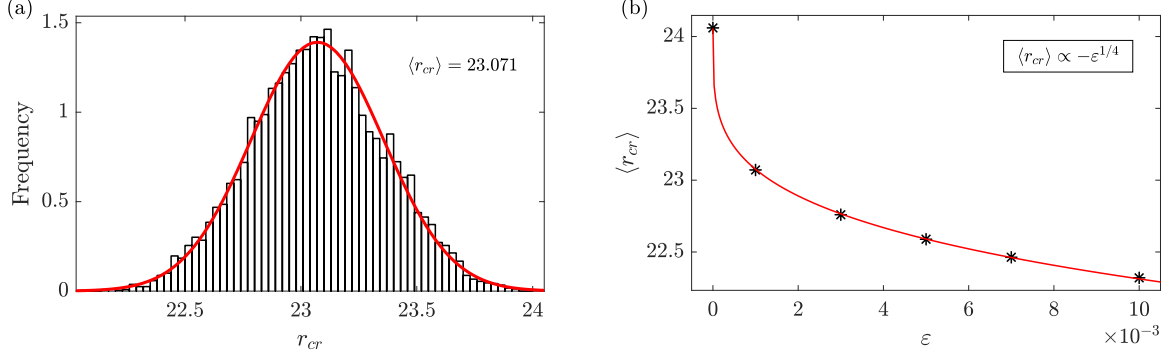 (a)
1.5
1
0.5
0
Frequency
⟨r_cr⟩ = 23.071
22.5
23
23.5
24
r_cr
(b)
24
23.5
23
22.5
⟨r_cr⟩
⟨r_cr⟩ ∝ −ε^{1/4}
0
2
4
6
8
10
×10^{−3}
ε